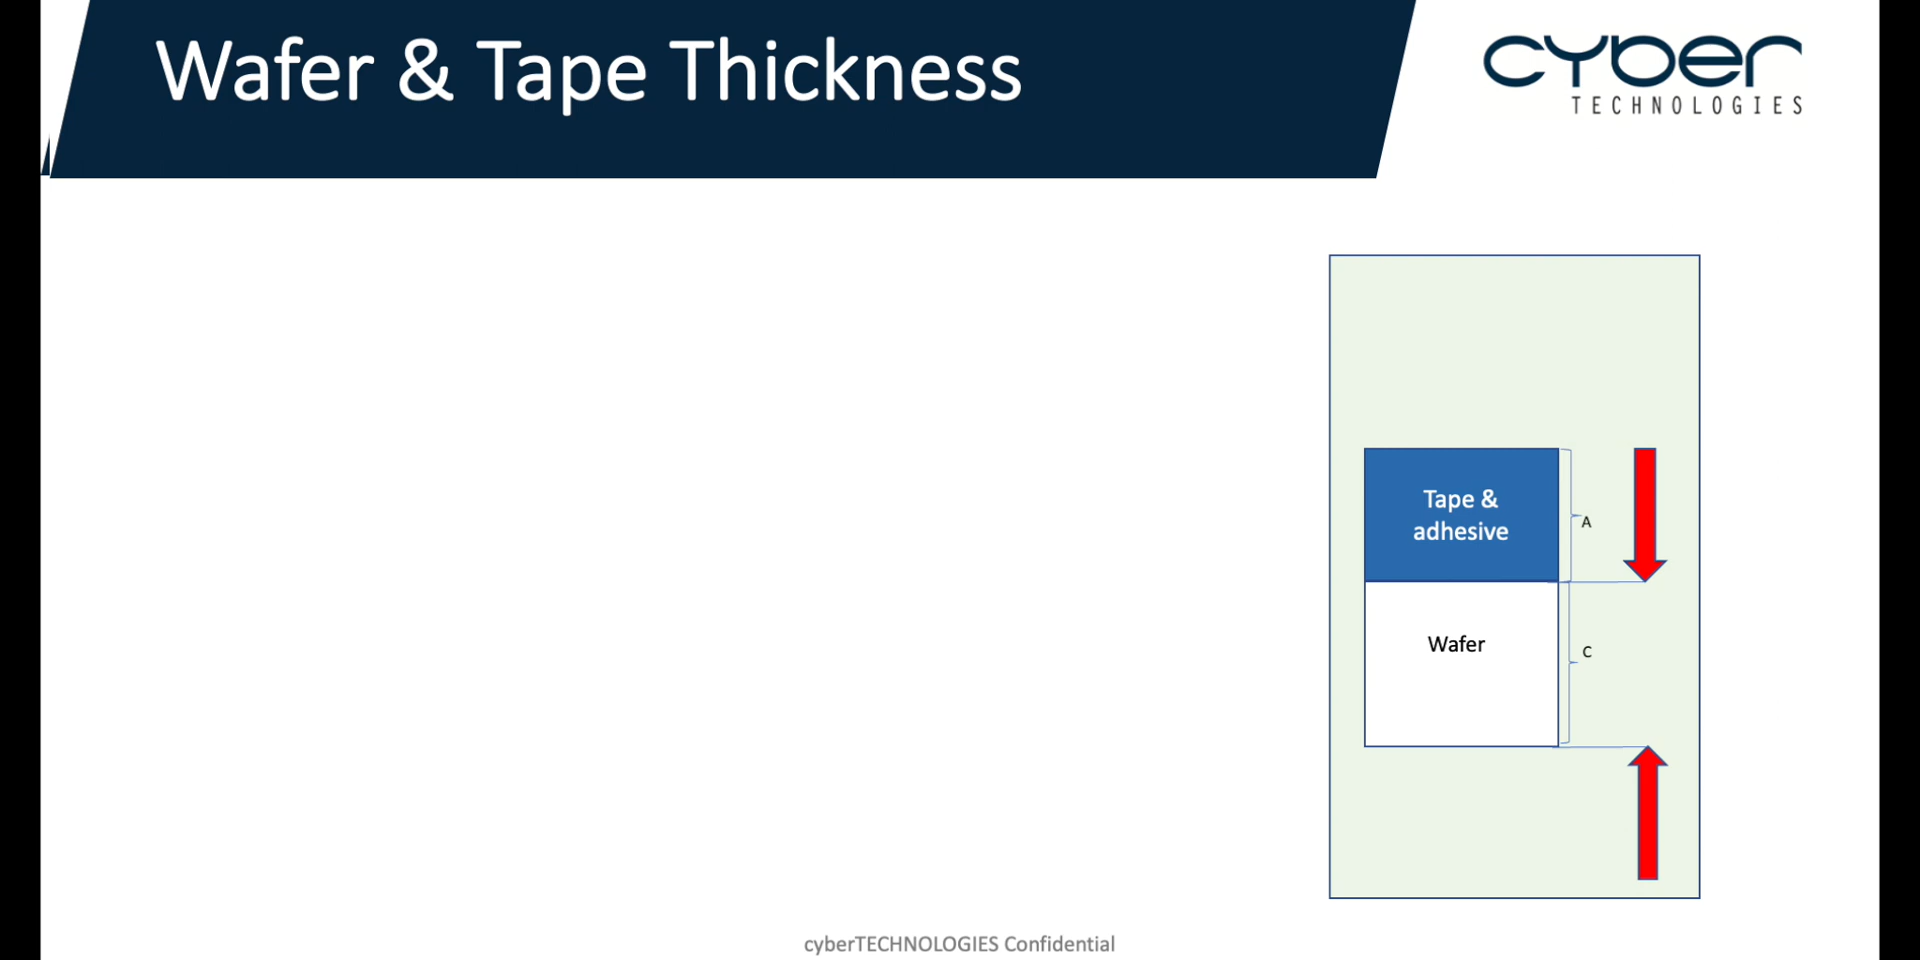 Wafer & Tape Thickness
cyber
TECHNOLOGIES
Tape &
adhesive
A
Wafer
C
cyberTECHNOLOGIES Confidential